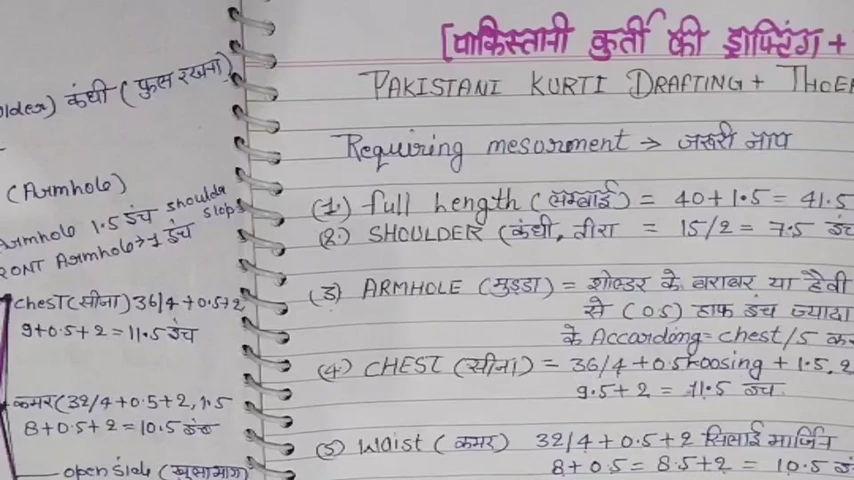 older) कंधी ( फुल रखना)
(Armhole)
Armhole 1.5 इंच shoulder slope
RONT Armhole→1 इंच
chest (सीना) 36/4+0.5+2
9+0.5+2=11.5 इंच
कमर(32/4+0.5+2, 1.5
8+0.5+2=10.5 इंच
open side (खुलाभाग)
[पाकिस्तानी कुर्ती की ड्राफ्टिंग +
PAKISTANI KURTI DRAFTING+ THOE
Requiring mesurment → जरुरी नाप
(1.) full Length (लम्बाई) = 40+1.5 = 41.5
(2.) SHOULDER (कंधी, तीरा = 15/2 = 7.5 इंच
(3) ARMHOLE (मुड्डा) = शोल्डर के बराबर या हैवी
से (0.5) हाफ इंच ज्यादा
के According= chest/5 क
(4) CHEST (सीना) = 36/4+0.5 loosing + 1.5, 2
9.5+2 = 11.5 इंच
(5) Waist ( कमर) 32/4+0.5+2 सिलाई मार्जिन
8+0.5=8.5+2 = 10.5 इं